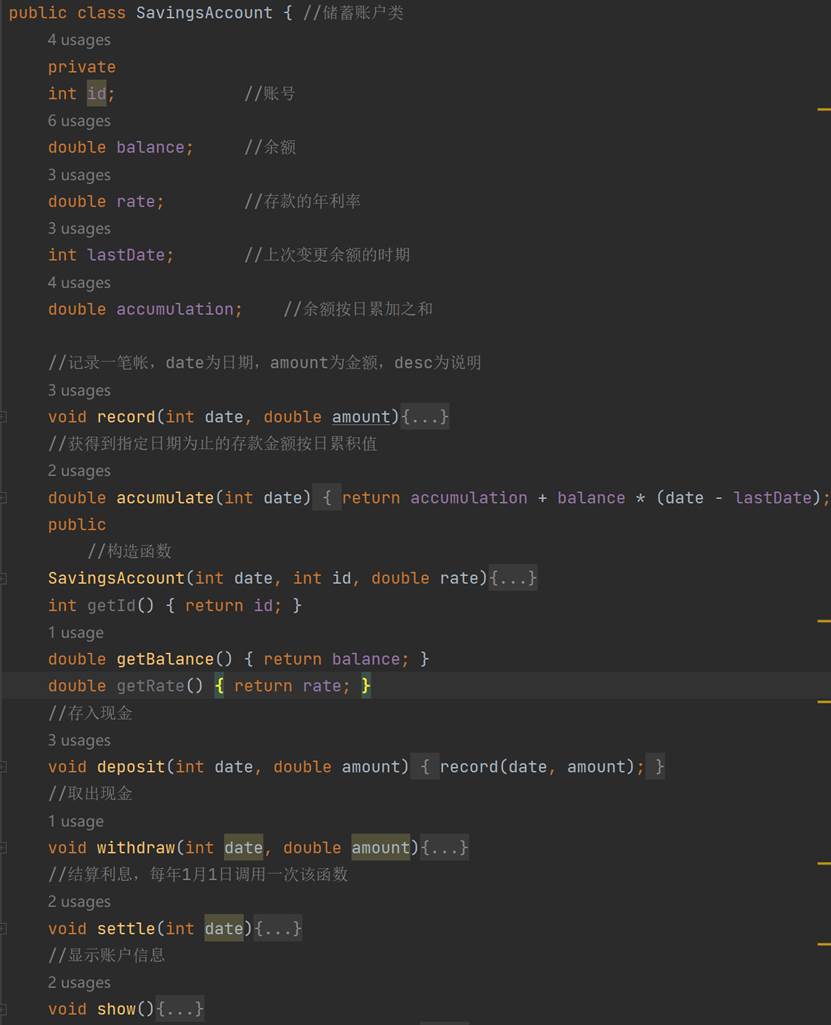 public class SavingsAccount { //储蓄账户类
4 usages
private
int id; //账号
6 usages
double balance; //余额
3 usages
double rate; //存款的年利率
3 usages
int lastDate; //上次变更余额的时期
4 usages
double accumulation; //余额按日累加之和
//记录一笔帐，date为日期，amount为金额，desc为说明
3 usages
void record(int date, double amount){...}
//获得到指定日期为止的存款金额按日累积值
2 usages
double accumulate(int date) { return accumulation + balance * (date - lastDate);
public
//构造函数
SavingsAccount(int date, int id, double rate){...}
int getId() { return id; }
1 usage
double getBalance() { return balance; }
double getRate() { return rate; }
//存入现金
3 usages
void deposit(int date, double amount) { record(date, amount); }
//取出现金
1 usage
void withdraw(int date, double amount){...}
//结算利息，每年1月1日调用一次该函数
2 usages
void settle(int date){...}
//显示账户信息
2 usages
void show(){...}